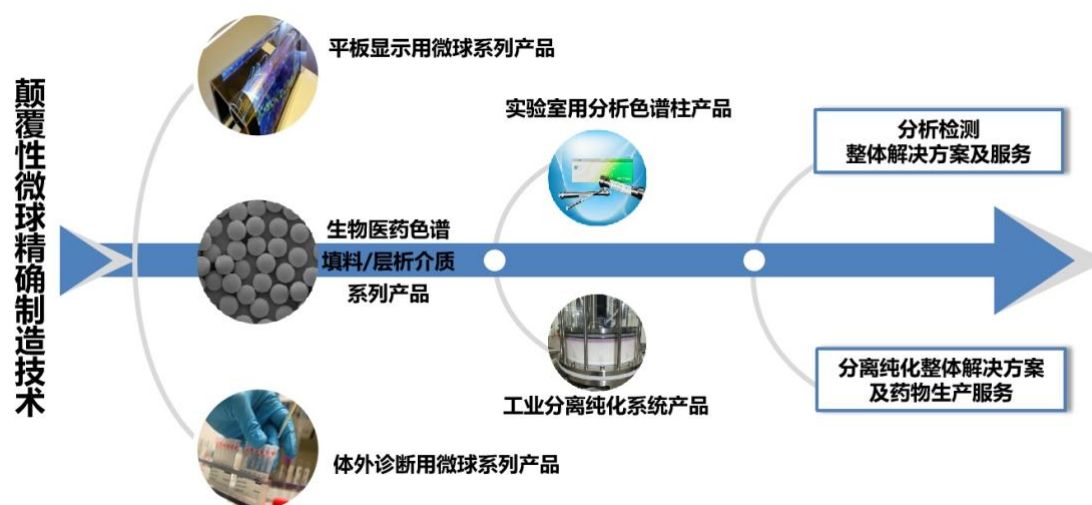 颠覆性微球精确制造技术
平板显示用微球系列产品
生物医药色谱
填料/层析介质
系列产品
体外诊断用微球系列产品
实验室用分析色谱柱产品
工业分离纯化系统产品
分析检测
整体解决方案及服务
分离纯化整体解决方案
及药物生产服务